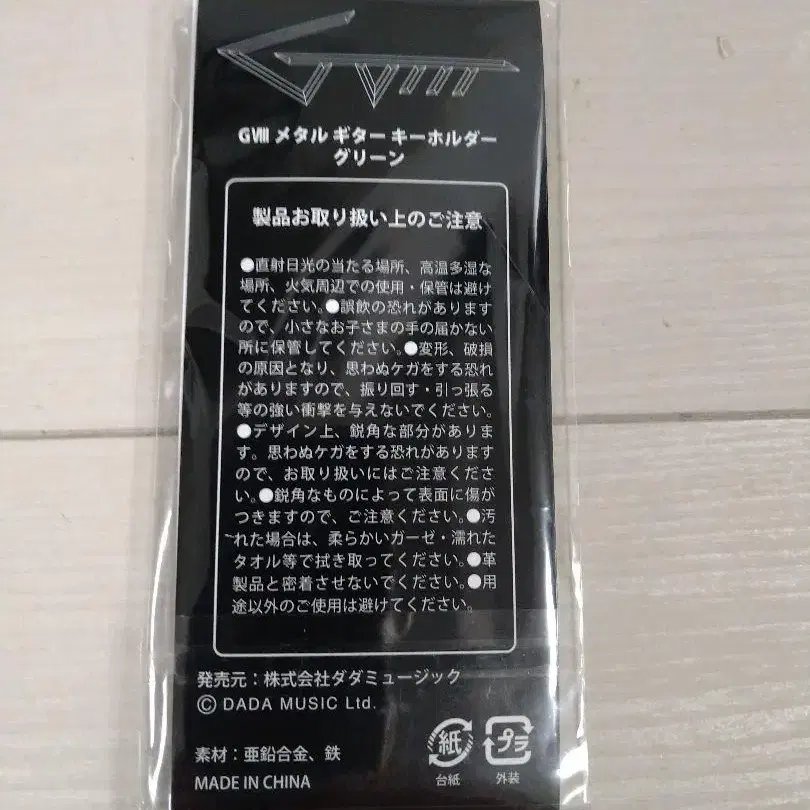 GⅧ
GⅧ メタル ギター キーホルダー
グリーン
製品お取り扱い上のご注意
●直射日光の当たる場所、高温多湿な
場所、火気周辺での使用・保管は避け
てください。●誤飲の恐れがあります
ので、小さなお子さまの手の届かない
所に保管してください。●変形、破損
の原因となり、思わぬケガをする恐れ
がありますので、振り回す・引っ張る
等の強い衝撃を与えないでください。
●デザイン上、鋭角な部分がありま
す。思わぬケガをする恐れがあります
ので、お取り扱いにはご注意くださ
い。●鋭角なものによって表面に傷が
つきますので、ご注意ください。●汚
れた場合は、柔らかいガーゼ・濡れた
タオル等で拭き取ってください。●革
製品と密着させないでください。●用
途以外のご使用は避けてください。
発売元：株式会社ダダミュージック
© DADA MUSIC Ltd.
素材：亜鉛合金、鉄
MADE IN CHINA
紙
台紙
プラ
外装